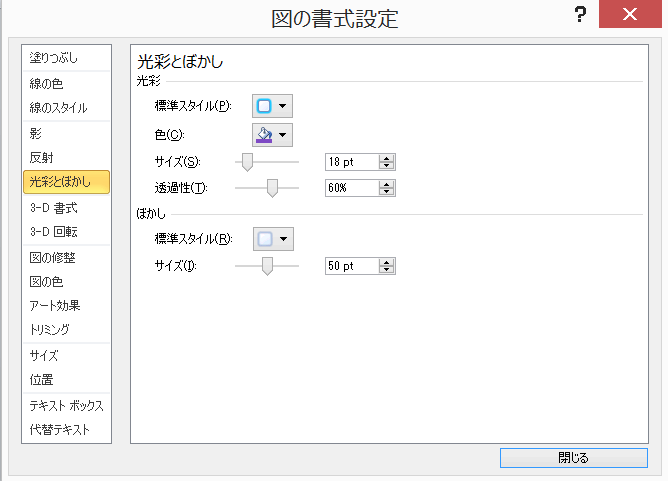 図の書式設定
?
塗りつぶし
線の色
線のスタイル
影
反射
光彩とぼかし
3-D 書式
3-D 回転
図の修整
図の色
アート効果
トリミング
サイズ
位置
テキスト ボックス
代替テキスト
光彩とぼかし
光彩
標準スタイル(P):
色(C):
サイズ(S): 18 pt
透過性(T): 60%
ぼかし
標準スタイル(R):
サイズ(I): 50 pt
閉じる